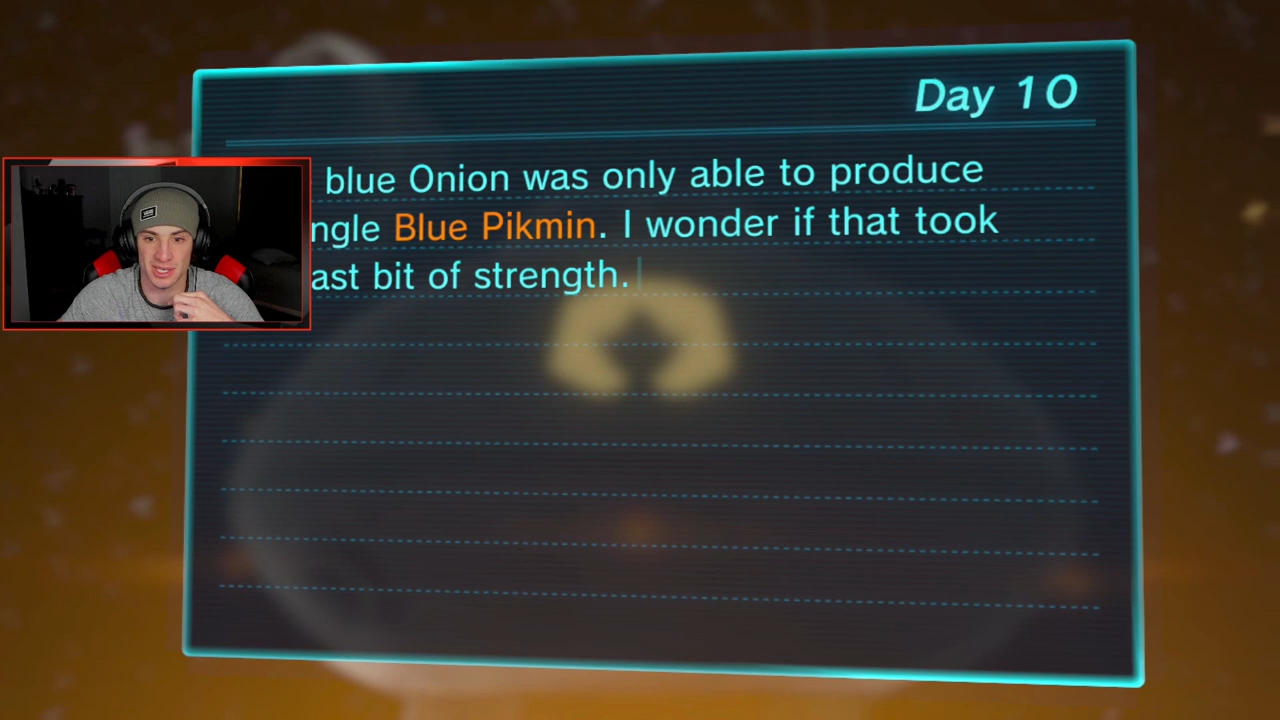 Day 10
blue Onion was only able to produce
ngle Blue Pikmin. I wonder if that took
ast bit of strength.